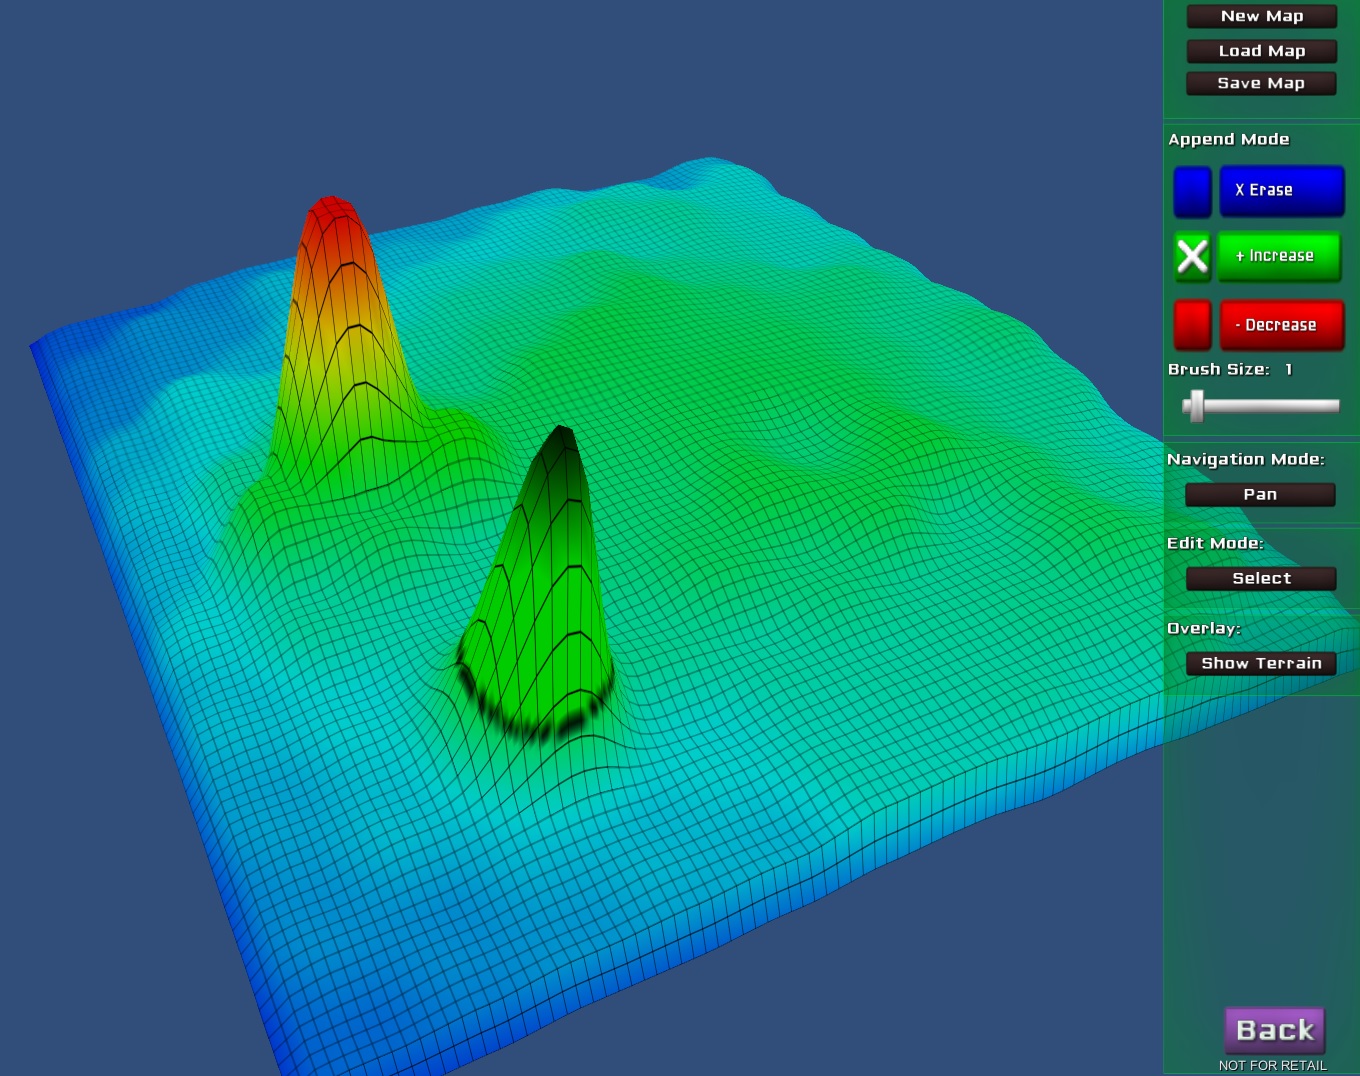 New Map
Load Map
Save Map
Append Mode
X Erase
+ Increase
- Decrease
Brush Size: 1
Navigation Mode:
Pan
Edit Mode:
Select
Overlay:
Show Terrain
Back
NOT FOR RETAIL